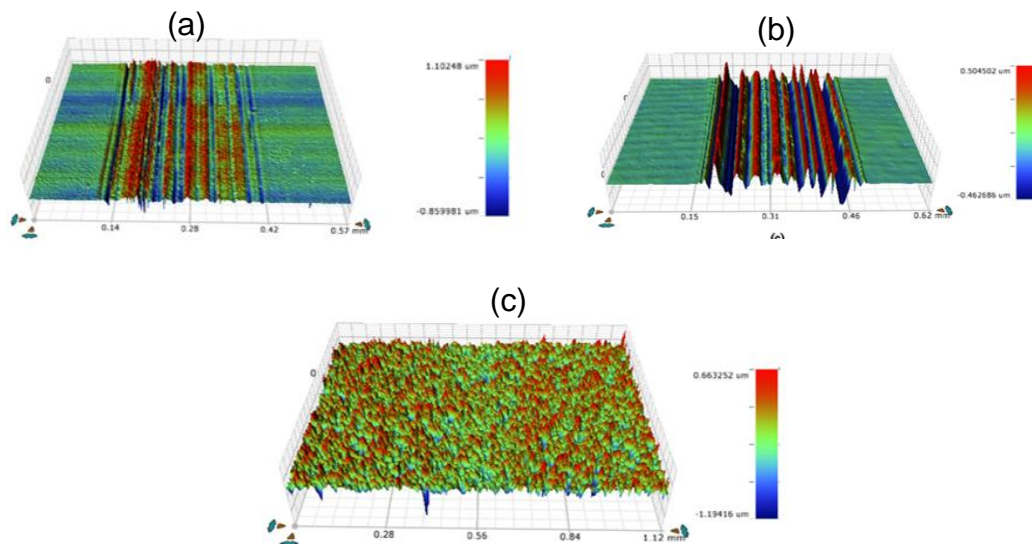 (a)
1.10248 um
0
-0.859981 um
0.14
0.28
0.42
0.57 mm
(b)
0.504502 um
0
-0.462686 um
0.15
0.31
0.46
0.62 mm
(c)
0.663252 um
0
-1.19416 um
0.28
0.56
0.84
1.12 mm